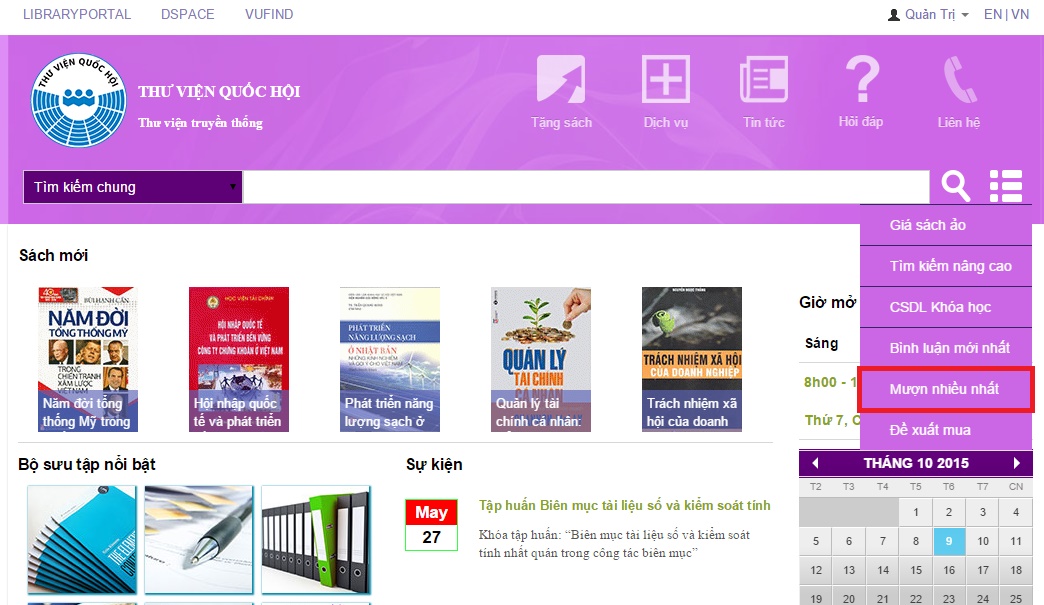 LIBRARYPORTAL DSPACE VUFIND Quản Trị EN | VN
THƯ VIỆN QUỐC HỘI
THƯ VIỆN QUỐC HỘI
Thư viện truyền thống
Tặng sách Dịch vụ Tin tức Hỏi đáp Liên hệ
Tìm kiếm chung
Giá sách ảo
Tìm kiếm nâng cao
CSDL Khóa học
Bình luận mới nhất
Mượn nhiều nhất
Đề xuất mua
Sách mới
BÙI HẠNH CẨN
NĂM ĐỜI
TỔNG THỐNG MỸ
TRONG
CHIẾN TRANH
XÂM LƯỢC
VIỆT NAM
Năm đời tổng
thống Mỹ trong
HỌC VIỆN TÀI CHÍNH
HỘI NHẬP QUỐC TẾ
VÀ PHÁT TRIỂN BỀN VỮNG
CÔNG TY CHỨNG KHOÁN Ở VIỆT NAM
Hội nhập quốc
tế và phát triển
PHÁT TRIỂN
NĂNG LƯỢNG SẠCH
Ở NHẬT BẢN
Phát triển năng
lượng sạch ở
QUẢN LÝ
TÀI CHÍNH
CÁ NHÂN
Quản lý tài
chính cá nhân:
NGUYỄN NGỌC THẮNG
TRÁCH NHIỆM XÃ HỘI
CỦA DOANH NGHIỆP
Trách nhiệm xã
hội của doanh
Giờ mở
Sáng
8h00 - 1
Thứ 7, C
Bộ sưu tập nổi bật
Sự kiện
May
27
Tập huấn Biên mục tài liệu số và kiểm soát tính
Khóa tập huấn: “Biên mục tài liệu số và kiểm soát
tính nhất quán trong công tác biên mục”
THÁNG 10 2015
T2 T3 T4 T5 T6 T7 CN
1 2 3 4
5 6 7 8 9 10 11
12 13 14 15 16 17 18
19 20 21 22 23 24 25